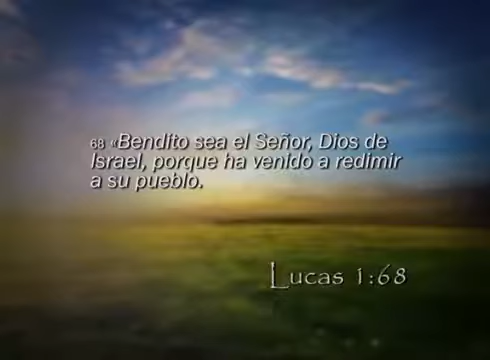 68 «Bendito sea el Señor, Dios de
Israel, porque ha venido a redimir
a su pueblo.
Lucas 1:68